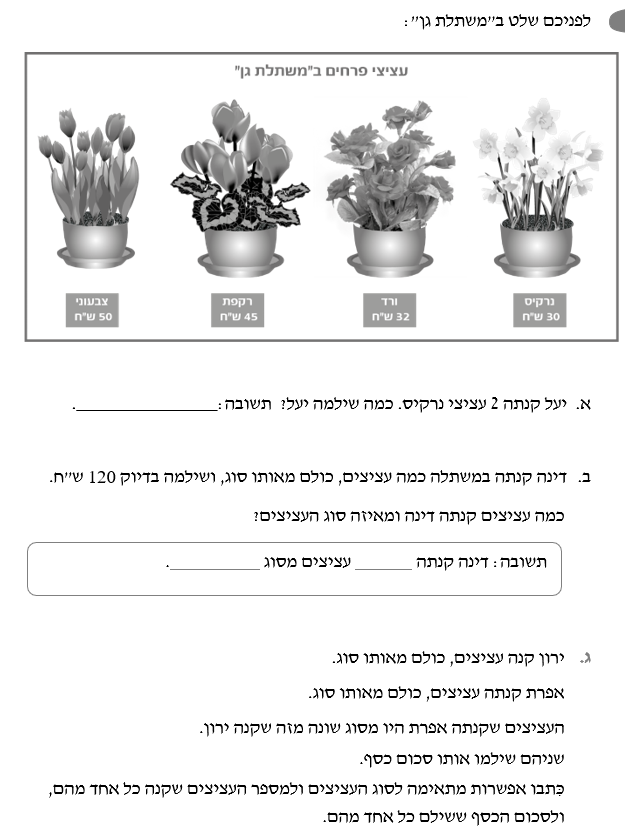 לפניכם שלט ב״משתלת גן״:
עציצי פרחים ב"משתלת גן"
נרקיס
30 ש"ח
ורד
32 ש"ח
רקפת
45 ש"ח
צבעוני
50 ש"ח
א. יעל קנתה 2 עציצי נרקיס. כמה שילמה יעל? תשובה: ________________.
ב. דינה קנתה במשתלה כמה עציצים, כולם מאותו סוג, ושילמה בדיוק 120 ש״ח.
כמה עציצים קנתה דינה ומאיזה סוג העציצים?
תשובה: דינה קנתה _______ עציצים מסוג ___________.
ג. ירון קנה עציצים, כולם מאותו סוג.
אפרת קנתה עציצים, כולם מאותו סוג.
העציצים שקנתה אפרת היו מסוג שונה מזה שקנה ירון.
שניהם שילמו אותו סכום כסף.
כִּתבו אפשרות מתאימה לסוג העציצים ולמספר העציצים שקנה כל אחד מהם,
ולסכום הכסף ששילם כל אחד מהם.